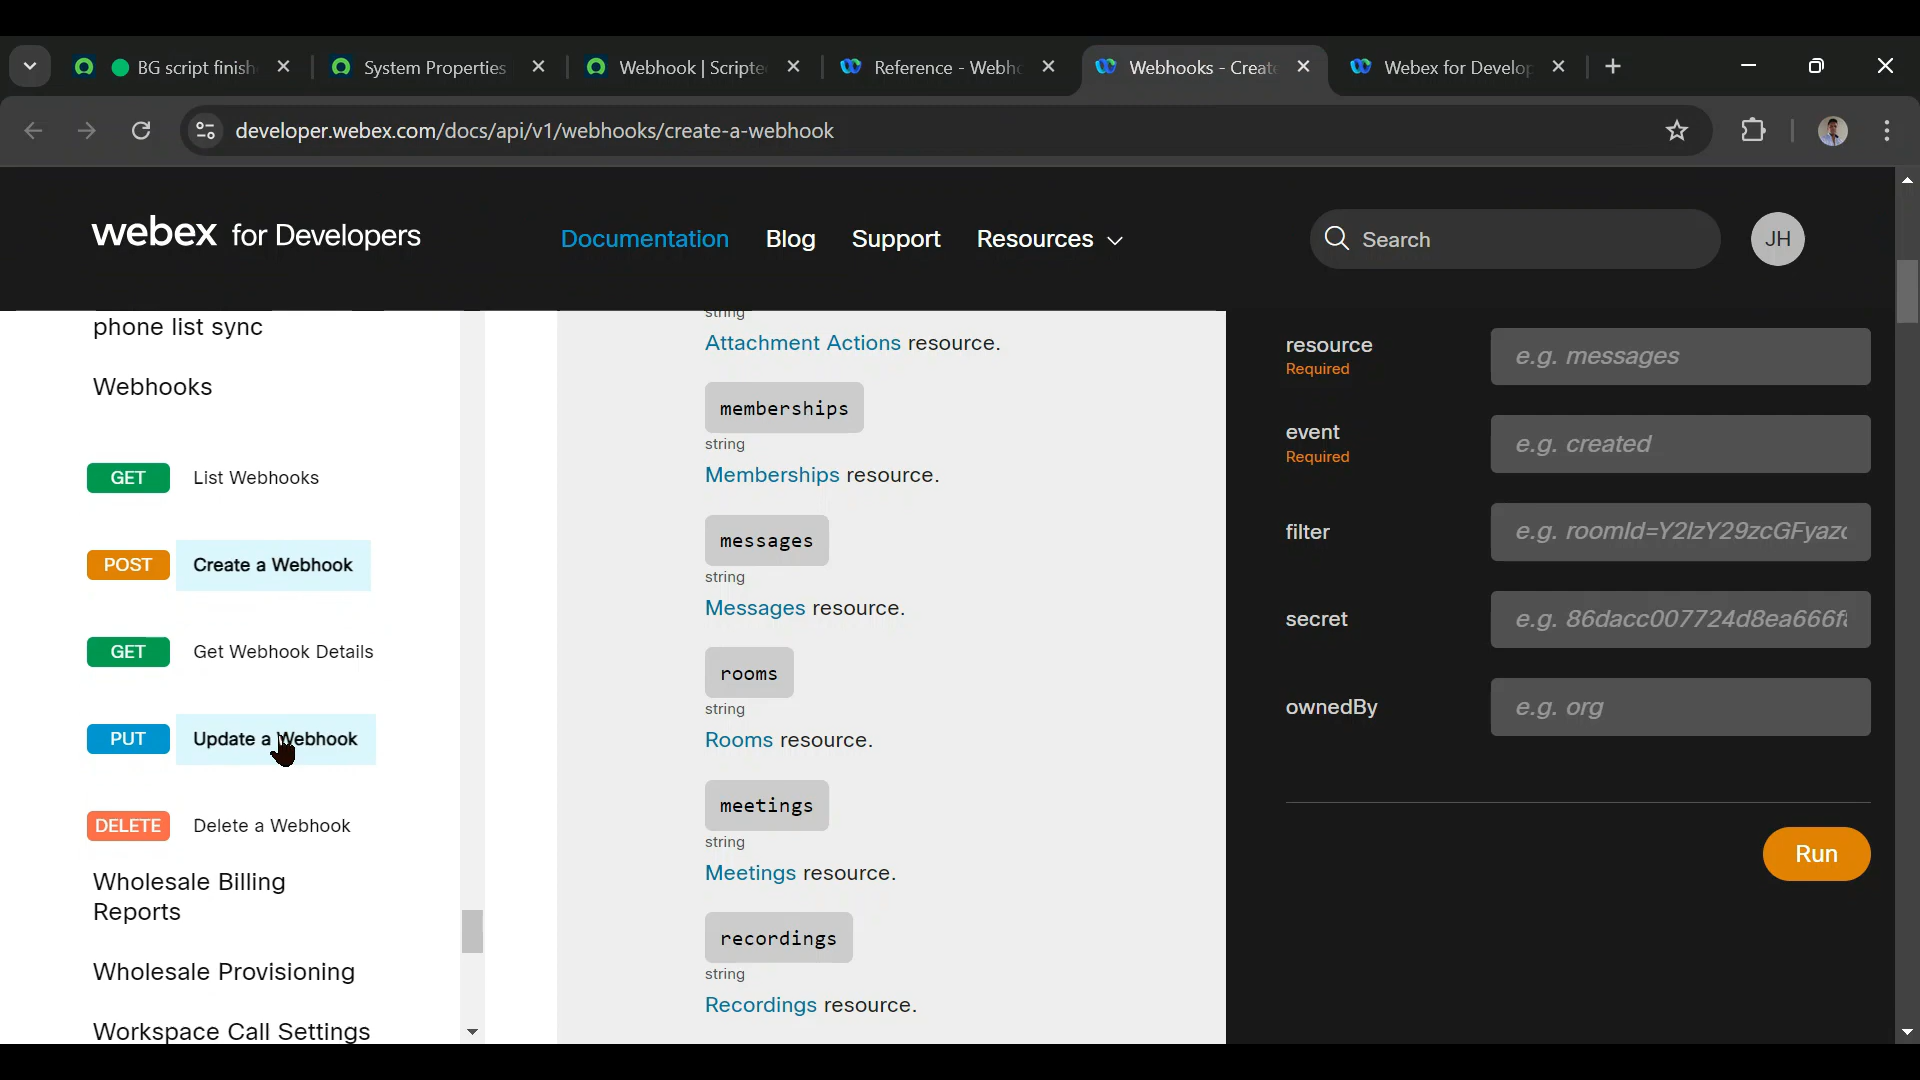 BG script finish
System Properties
Webhook | Scripte
Reference - Webho
Webhooks - Create
Webex for Develop
developer.webex.com/docs/api/v1/webhooks/create-a-webhook
webex for Developers
Documentation
Blog
Support
Resources
Search
JH
phone list sync
Webhooks
GET List Webhooks
POST Create a Webhook
GET Get Webhook Details
PUT Update a Webhook
DELETE Delete a Webhook
Wholesale Billing
Reports
Wholesale Provisioning
Workspace Call Settings
string
Attachment Actions resource.
memberships
string
Memberships resource.
messages
string
Messages resource.
rooms
string
Rooms resource.
meetings
string
Meetings resource.
recordings
string
Recordings resource.
resource
Required
e.g. messages
event
Required
e.g. created
filter
e.g. roomId=Y2lzY29zcGFyazo
secret
e.g. 86dacc007724d8ea666f8
ownedBy
e.g. org
Run